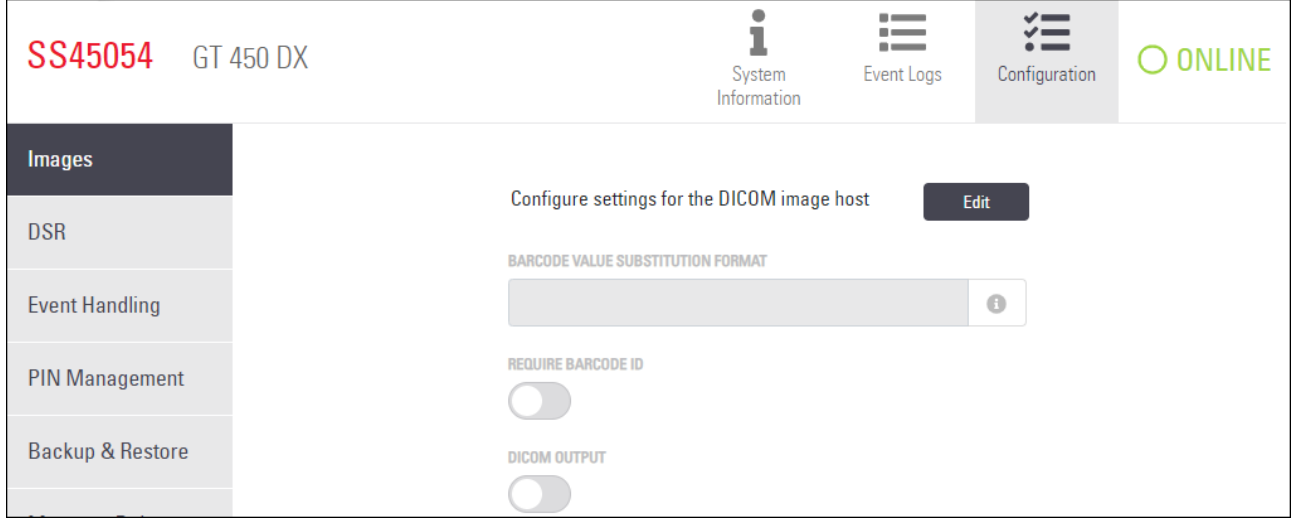 SS45054 GT 450 DX
System
Information
Event Logs
Configuration
ONLINE
Images
DSR
Event Handling
PIN Management
Backup & Restore
Configure settings for the DICOM image host
Edit
BARCODE VALUE SUBSTITUTION FORMAT
REQUIRE BARCODE ID
DICOM OUTPUT